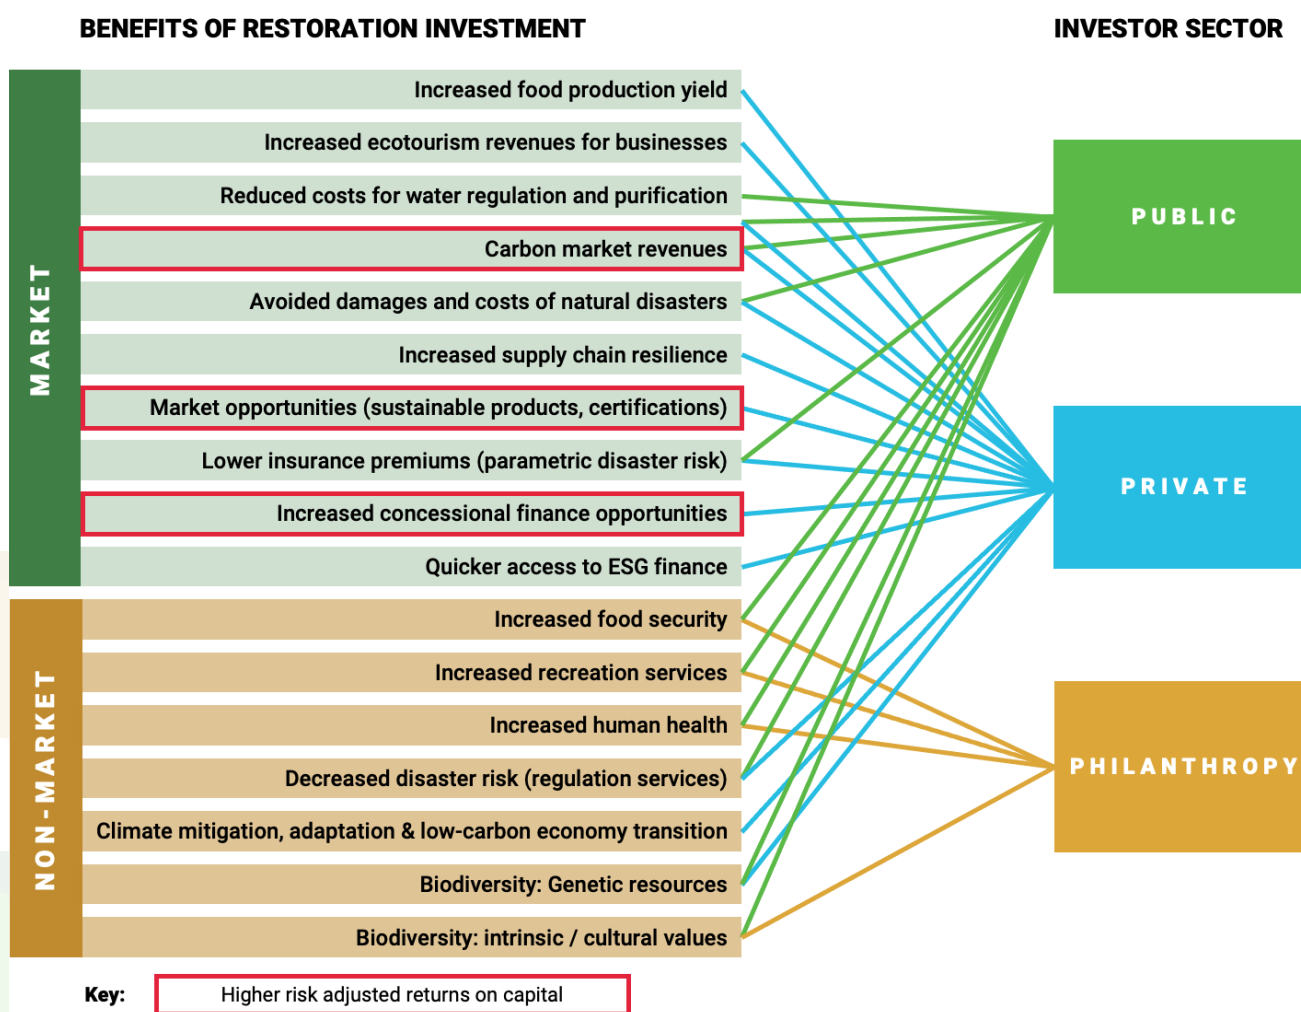 BENEFITS OF RESTORATION INVESTMENT
INVESTOR SECTOR
MARKET
Increased food production yield
Increased ecotourism revenues for businesses
Reduced costs for water regulation and purification
Carbon market revenues
Avoided damages and costs of natural disasters
Increased supply chain resilience
Market opportunities (sustainable products, certifications)
Lower insurance premiums (parametric disaster risk)
Increased concessional finance opportunities
Quicker access to ESG finance
NON-MARKET
Increased food security
Increased recreation services
Increased human health
Decreased disaster risk (regulation services)
Climate mitigation, adaptation & low-carbon economy transition
Biodiversity: Genetic resources
Biodiversity: intrinsic / cultural values
PUBLIC
PRIVATE
PHILANTHROPY
Key:
Higher risk adjusted returns on capital